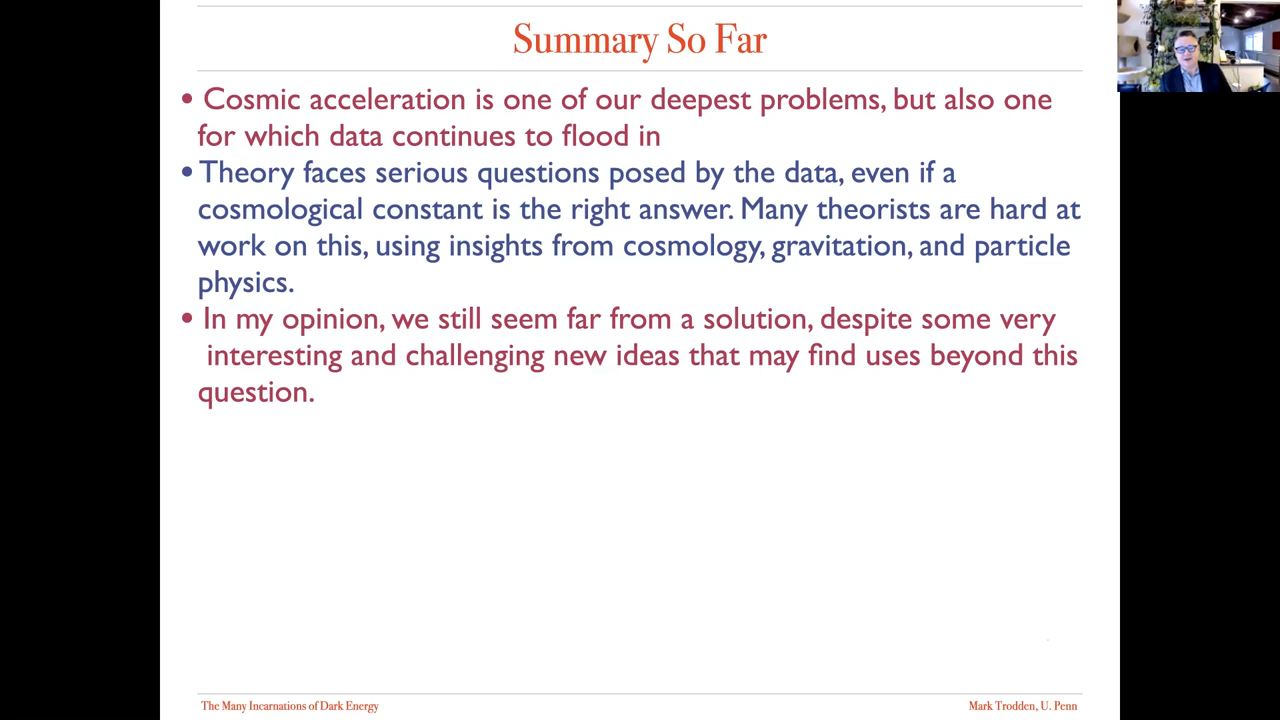 Summary So Far
• Cosmic acceleration is one of our deepest problems, but also one
for which data continues to flood in
• Theory faces serious questions posed by the data, even if a
cosmological constant is the right answer. Many theorists are hard at
work on this, using insights from cosmology, gravitation, and particle
physics.
• In my opinion, we still seem far from a solution, despite some very
interesting and challenging new ideas that may find uses beyond this
question.
The Many Incarnations of Dark Energy
Mark Trodden, U. Penn